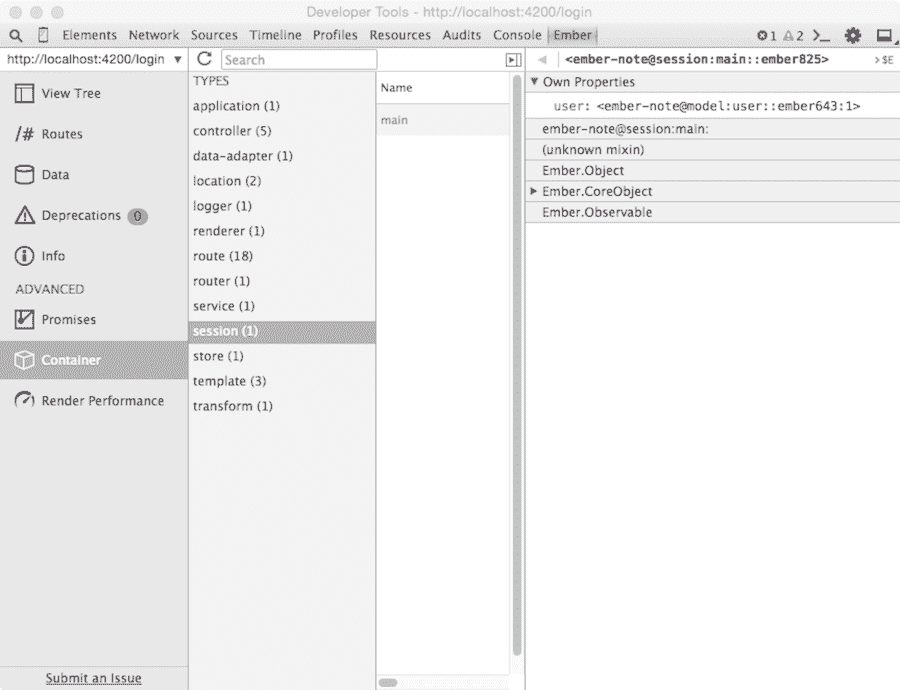 Developer Tools - http://localhost:4200/login
Elements Network Sources Timeline Profiles Resources Audits Console Ember 1 2
http://localhost:4200/login ▼
View Tree
/# Routes
Data
Deprecations 0
Info
ADVANCED
Promises
Container
Render Performance
Submit an Issue
Search
TYPES
application (1)
controller (5)
data-adapter (1)
location (2)
logger (1)
renderer (1)
route (18)
router (1)
service (1)
session (1)
store (1)
template (3)
transform (1)
Name
main
<ember-note@session:main::ember825> >$E
Own Properties
user: <ember-note@model:user::ember643:1>
ember-note@session:main:
(unknown mixin)
Ember.Object
Ember.CoreObject
Ember.Observable